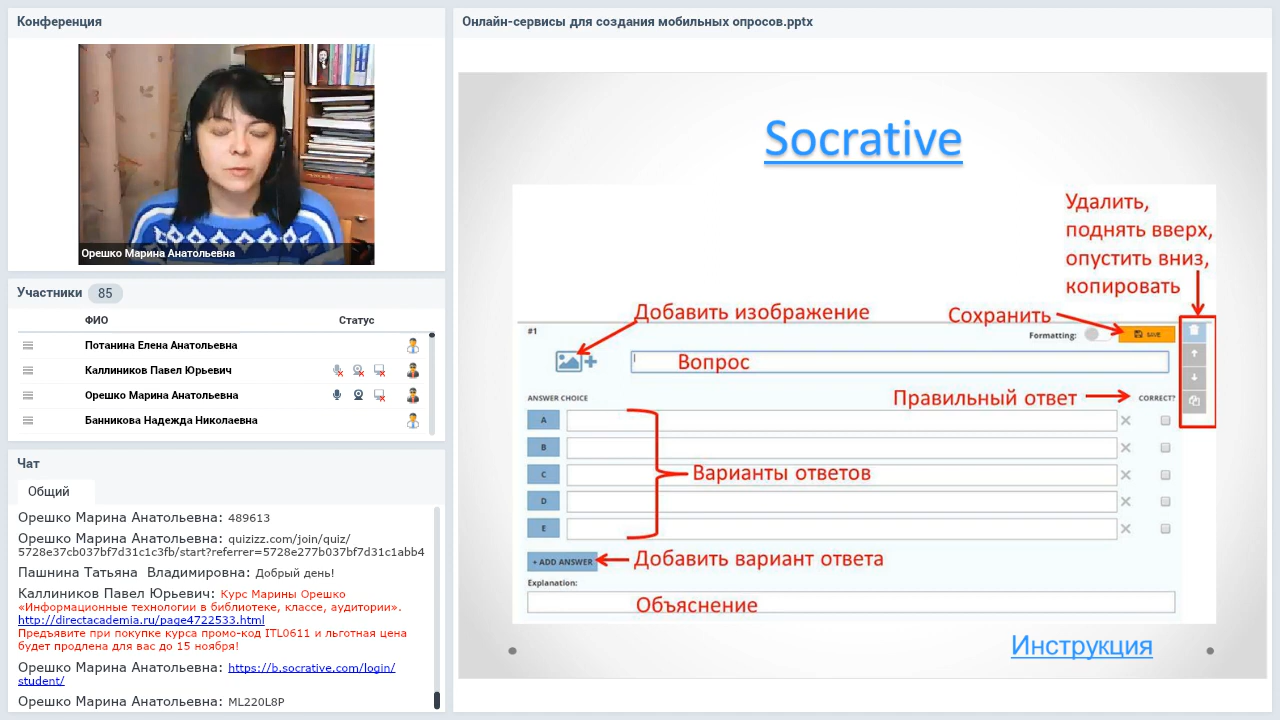 Конференция
Орешко Марина Анатольевна
Участники 85
ФИО Статус
Потанина Елена Анатольевна
Каллиников Павел Юрьевич
Орешко Марина Анатольевна
Банникова Надежда Николаевна
Чат
Общий
Орешко Марина Анатольевна: 489613
Орешко Марина Анатольевна: quizizz.com/join/quiz/
5728e37cb037bf7d31c1c3fb/start?referrer=5728e277b037bf7d31c1abb4
Пашнина Татьяна Владимировна: Добрый день!
Каллиников Павел Юрьевич: Курс Марины Орешко
«Информационные технологии в библиотеке, классе, аудитории».
http://directacademia.ru/page4722533.html
Предъявите при покупке курса промо-код ITL0611 и льготная цена
будет продлена для вас до 15 ноября!
Орешко Марина Анатольевна: https://b.socrative.com/login/
student/
Орешко Марина Анатольевна: ML220L8P
Онлайн-сервисы для создания мобильных опросов.pptx
Socrative
Удалить,
поднять вверх,
опустить вниз,
копировать
Добавить изображение
Сохранить
#1
Formatting:
SAVE
Вопрос
Правильный ответ
ANSWER CHOICE
CORRECT?
A
B
C
D
E
Варианты ответов
+ ADD ANSWER
Добавить вариант ответа
Explanation:
Объяснение
Инструкция